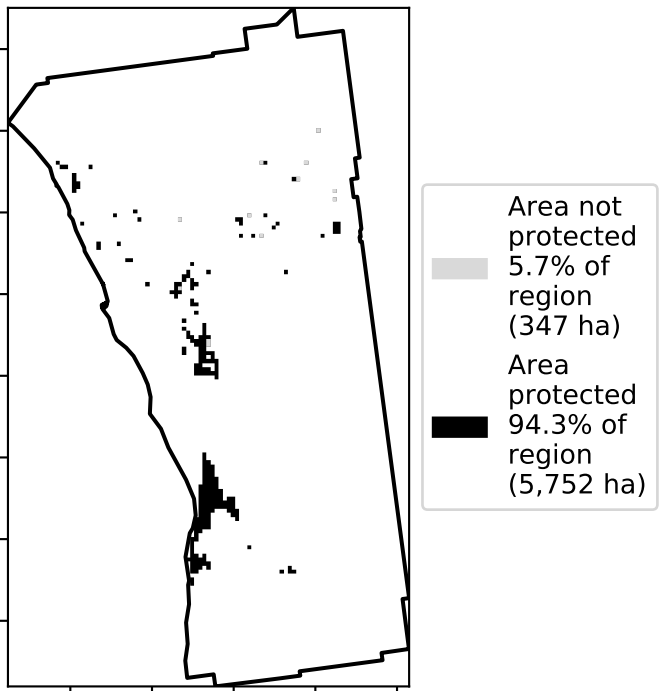 Area not
protected
5.7% of
region
(347 ha)
Area
protected
94.3% of
region
(5,752 ha)